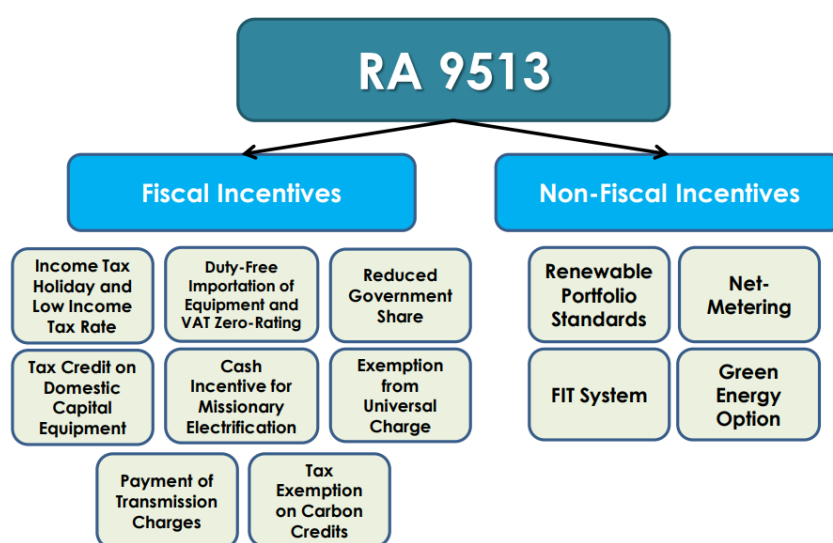 RA 9513
Fiscal Incentives
Non-Fiscal Incentives
Income Tax
Holiday and
Low Income
Tax Rate
Duty-Free
Importation of
Equipment and
VAT Zero-Rating
Reduced
Government
Share
Renewable
Portfolio
Standards
Net-
Metering
Tax Credit on
Domestic
Capital
Equipment
Cash
Incentive for
Missionary
Electrification
Exemption
from
Universal
Charge
FIT System
Green
Energy
Option
Payment of
Transmission
Charges
Tax
Exemption
on Carbon
Credits